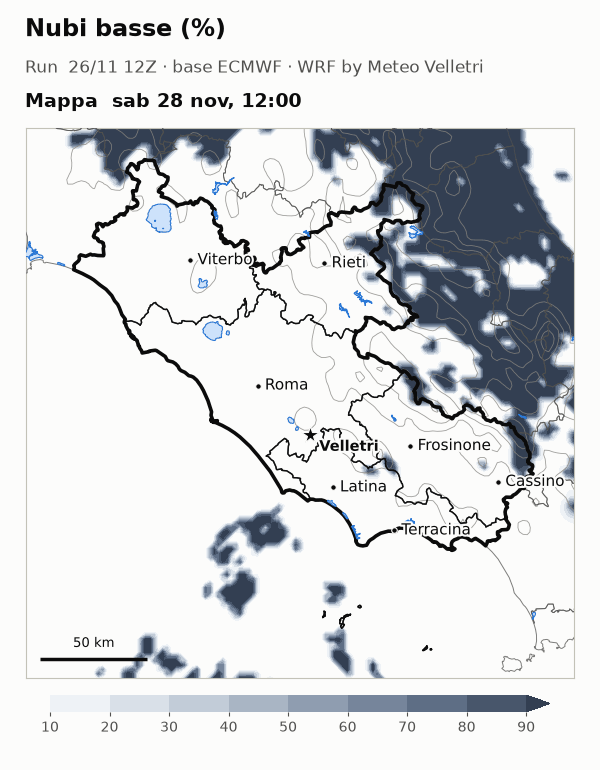 Nubi basse (%)
Run  26/11 12Z · base ECMWF · WRF by Meteo Velletri
Mappa  sab 28 nov, 12:00
Viterbo
Rieti
Roma
Velletri
Frosinone
Latina
Cassino
Terracina
50 km
10 20 30 40 50 60 70 80 90